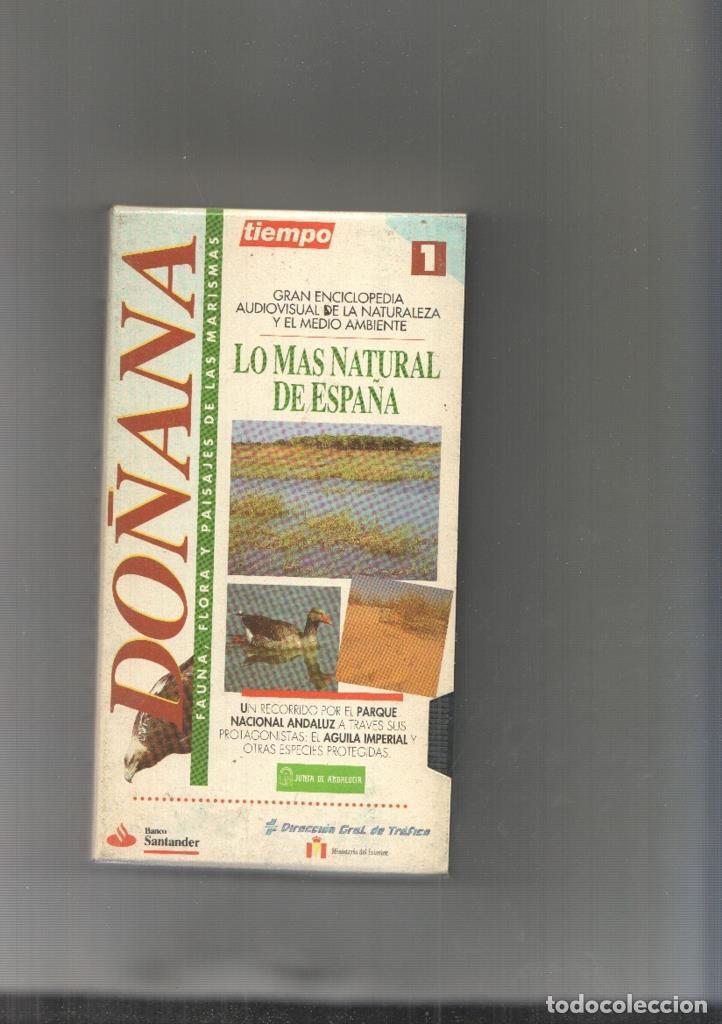 DOÑANA
FAUNA, FLORA Y PAISAJES DE LAS MARISMAS
tiempo
1
GRAN ENCICLOPEDIA
AUDIOVISUAL DE LA NATURALEZA
Y EL MEDIO AMBIENTE
LO MAS NATURAL
DE ESPAÑA
UN RECORRIDO POR EL PARQUE
NACIONAL ANDALUZ A TRAVES SUS
PROTAGONISTAS: EL AGUILA IMPERIAL Y
OTRAS ESPECIES PROTEGIDAS.
JUNTA DE ANDALUCIA
Banco
Santander
Dirección Gral. de Tráfico
Ministerio del Interior
todocoleccion